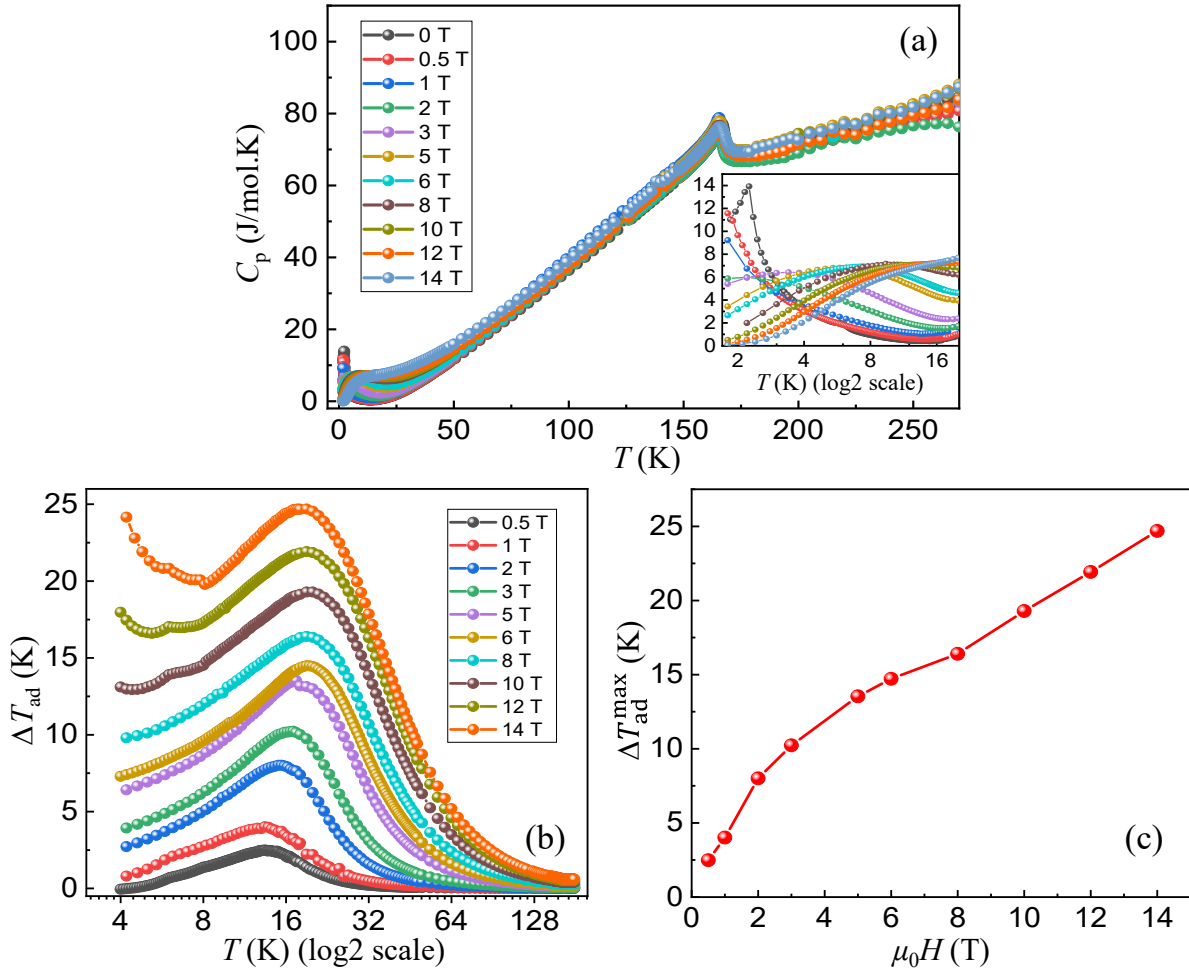 (a)
C_p (J/mol.K)
100
80
60
40
20
0
0 T
0.5 T
1 T
2 T
3 T
5 T
6 T
8 T
10 T
12 T
14 T
14
12
10
8
6
4
2
0
2 4 8 16
T (K) (log2 scale)
0 50 100 150 200 250
T (K)
(b)
ΔT_ad (K)
25
20
15
10
5
0
0.5 T
1 T
2 T
3 T
5 T
6 T
8 T
10 T
12 T
14 T
4 8 16 32 64 128
T (K) (log2 scale)
(c)
ΔT_ad^max (K)
25
20
15
10
5
0
0 2 4 6 8 10 12 14
μ₀H (T)